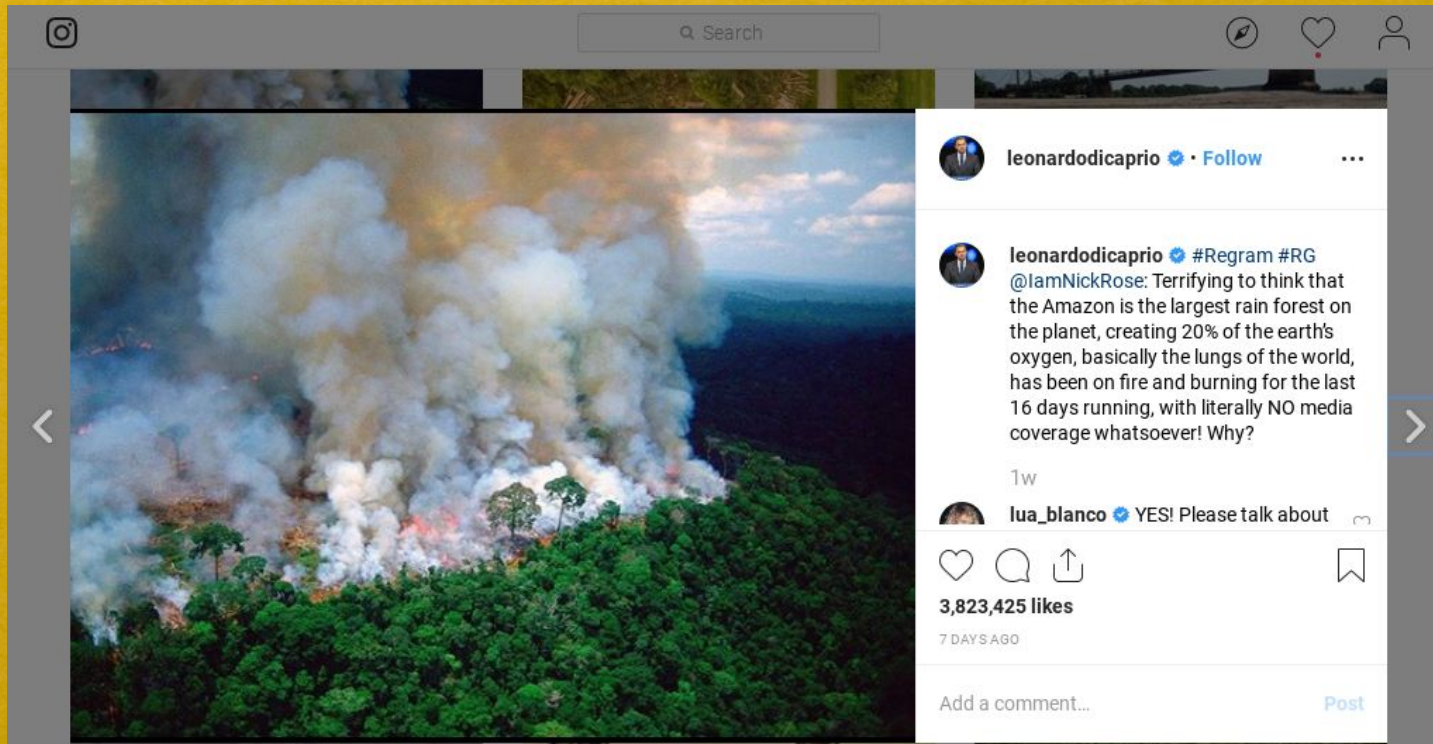 Search
leonardodicaprio • Follow
leonardodicaprio #Regram #RG
@IamNickRose: Terrifying to think that
the Amazon is the largest rain forest on
the planet, creating 20% of the earth's
oxygen, basically the lungs of the world,
has been on fire and burning for the last
16 days running, with literally NO media
coverage whatsoever! Why?
1w
lua_blanco YES! Please talk about
3,823,425 likes
7 DAYS AGO
Add a comment...
Post